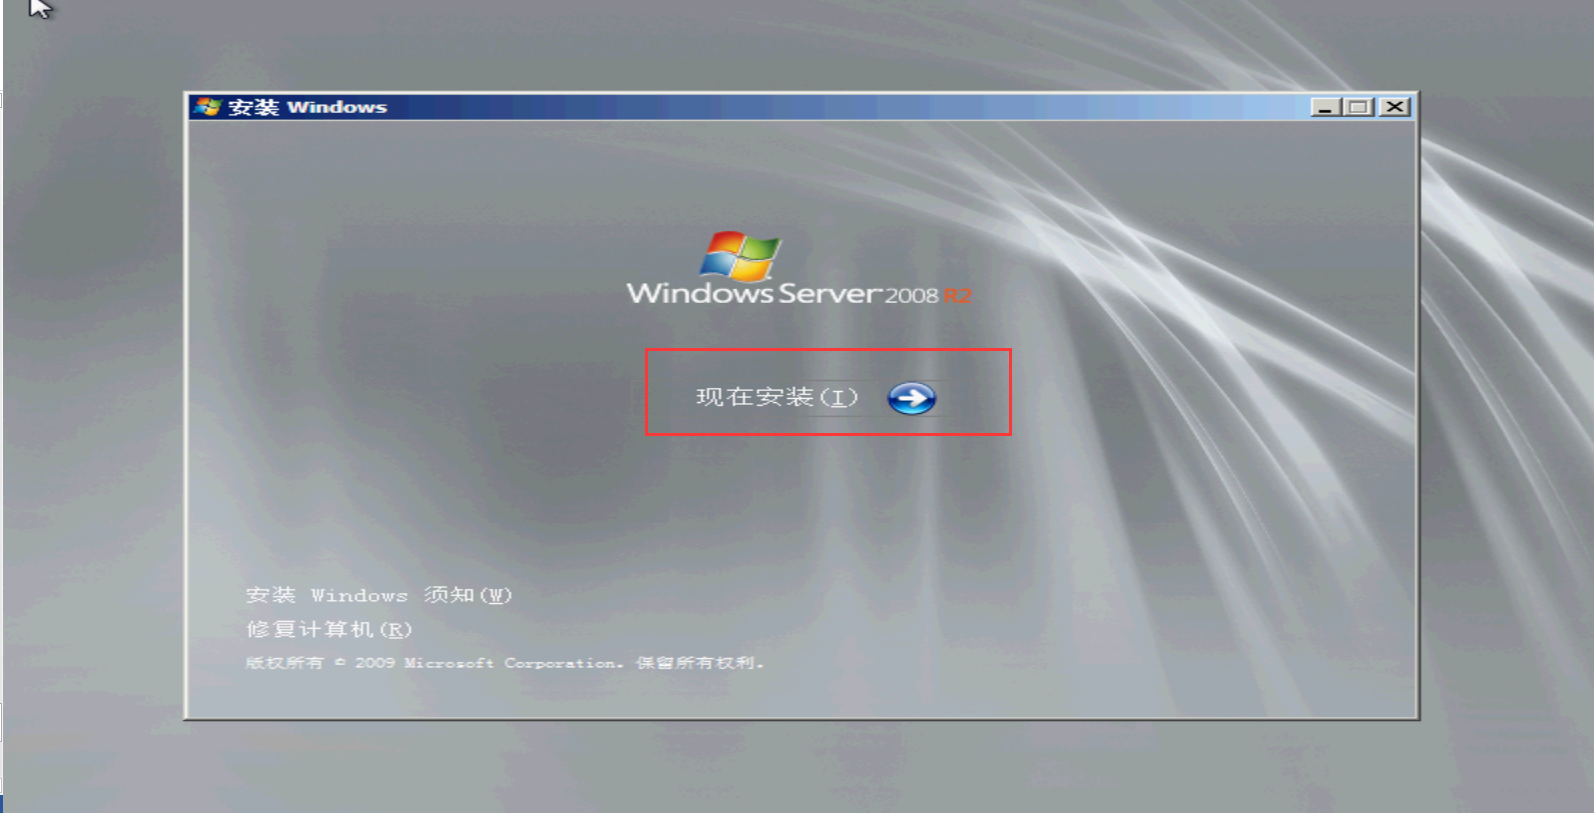 安装 Windows
Windows Server 2008 R2
现在安装(I)
安装 Windows 须知(W)
修复计算机(R)
版权所有 © 2009 Microsoft Corporation。保留所有权利。